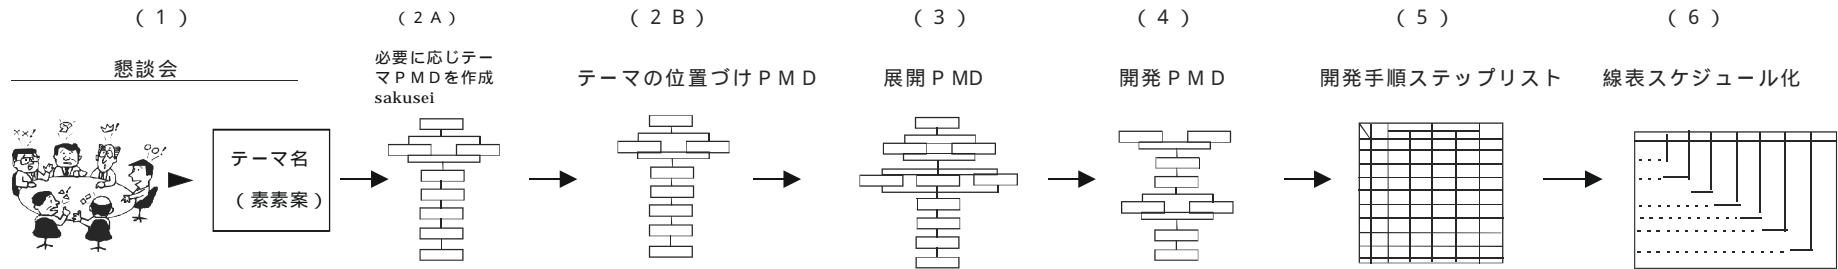 (1)
(2A)
(2B)
(3)
(4)
(5)
(6)
懇談会
必要に応じテー
マPMDを作成
sakusei
テーマの位置づけPMD
展開PMD
開発PMD
開発手順ステップリスト
線表スケジュール化
××!
○○!
テーマ名
(素素案)